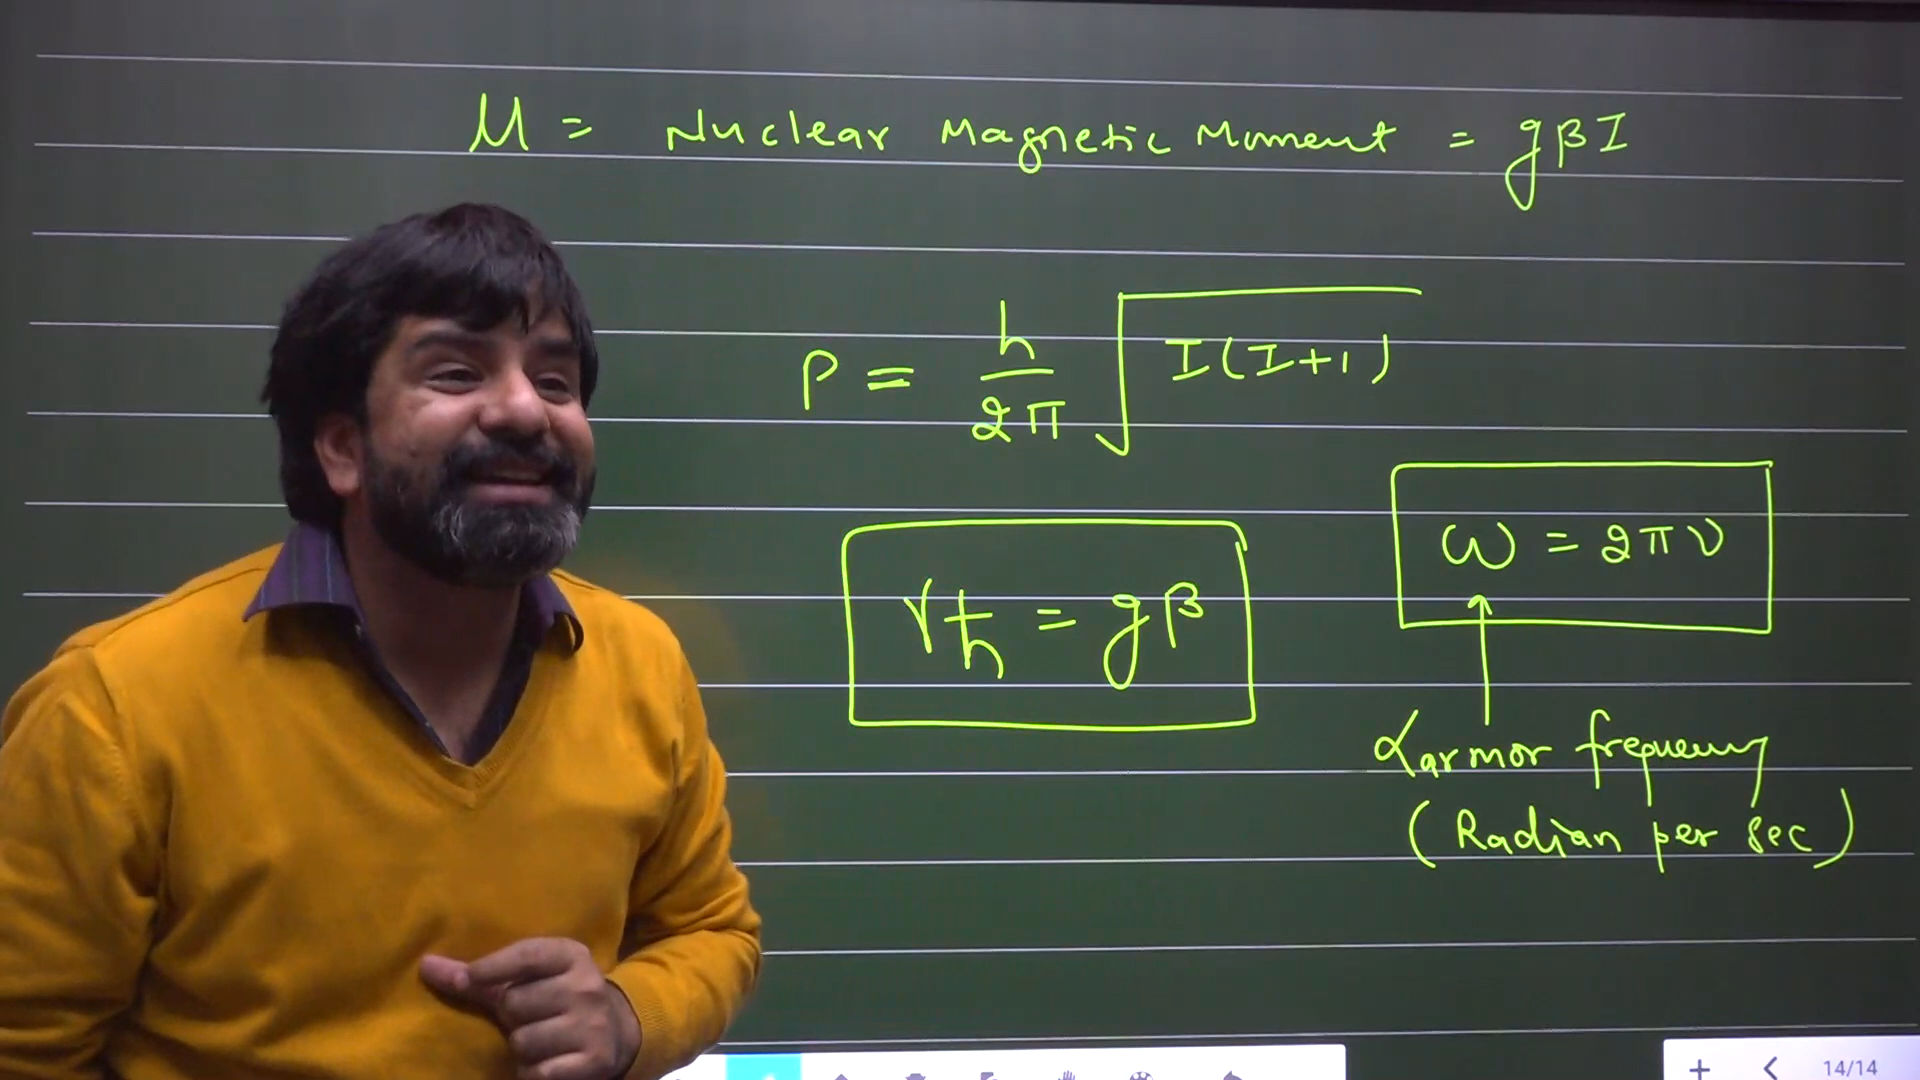 μ = Nuclear Magnetic Moment = gβI
P = h/2π √I(I+1)
γħ = gβ
ω = 2πν
Larmor frequency
(Radian per sec)
14/14